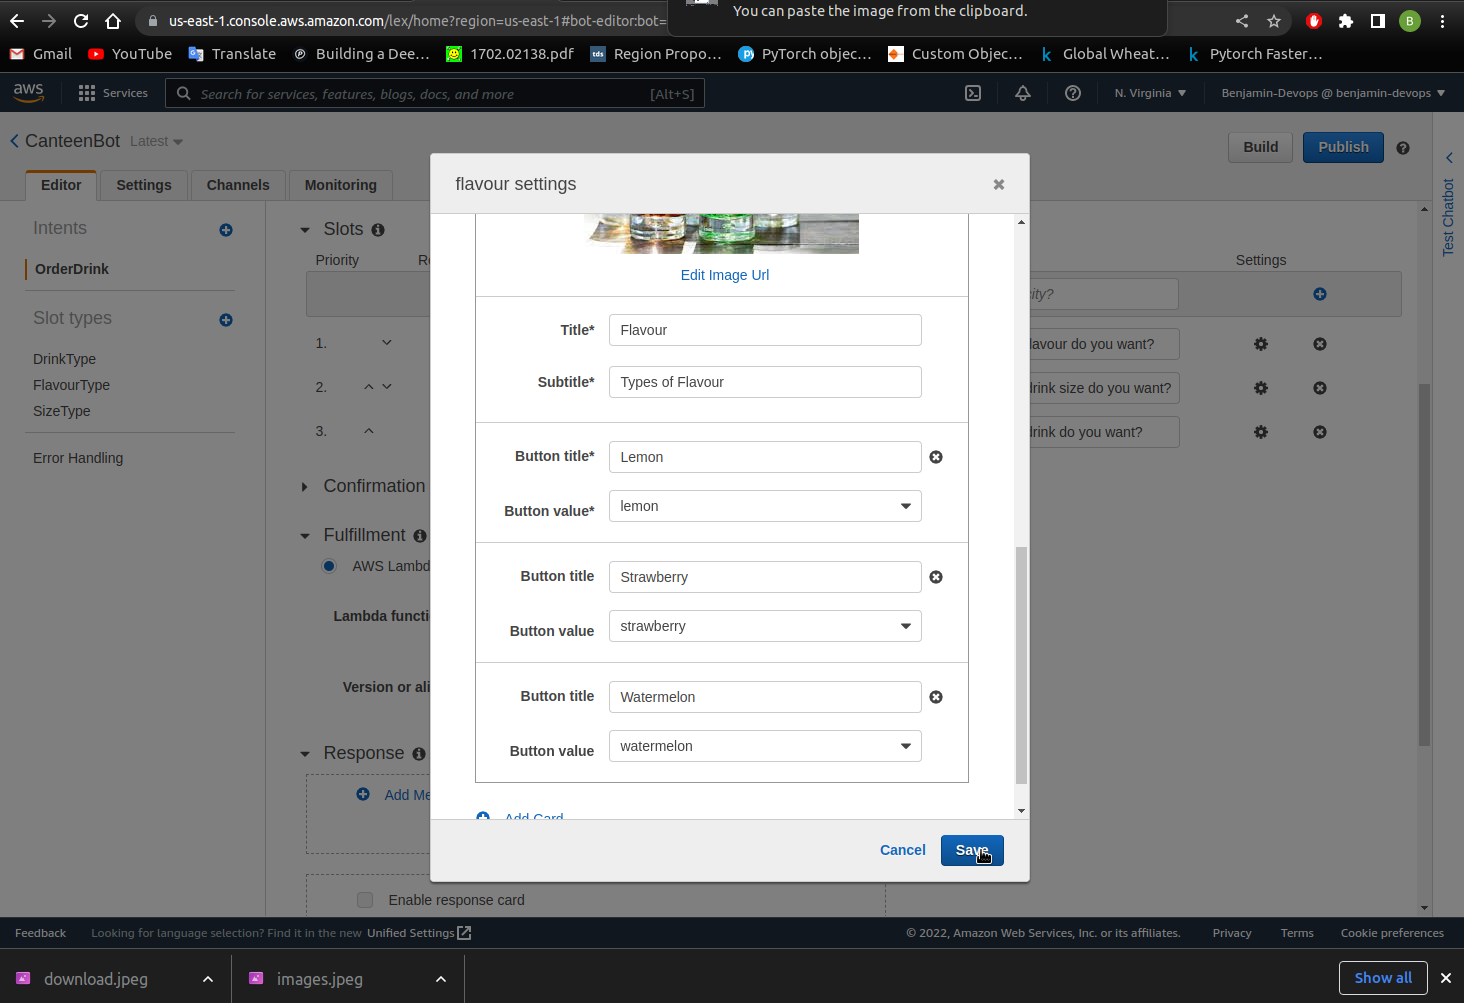 You can paste the image from the clipboard.
us-east-1.console.aws.amazon.com/lex/home?region=us-east-1#bot-editor:bot=
B
Gmail YouTube Translate Building a Dee... 1702.02138.pdf Region Propo... PyTorch objec... Custom Objec... Global Wheat... Pytorch Faster...
aws Services Search for services, features, blogs, docs, and more [Alt+S] N. Virginia Benjamin-Devops @ benjamin-devops
CanteenBot Latest Build Publish
Editor Settings Channels Monitoring
Test Chatbot
flavour settings
Edit Image Url
Title* Flavour
Subtitle* Types of Flavour
Button title* Lemon
Button value* lemon
Button title Strawberry
Button value strawberry
Button title Watermelon
Button value watermelon
Add Card
Cancel Save
Intents
OrderDrink
Slot types
DrinkType
FlavourType
SizeType
Error Handling
Slots
Priority Settings
ity?
1. lavour do you want?
2. drink size do you want?
3. drink do you want?
Confirmation
Fulfillment
AWS Lambd
Lambda functi
Version or ali
Response
Add Me
Enable response card
Feedback Looking for language selection? Find it in the new Unified Settings © 2022, Amazon Web Services, Inc. or its affiliates. Privacy Terms Cookie preferences
download.jpeg images.jpeg Show all